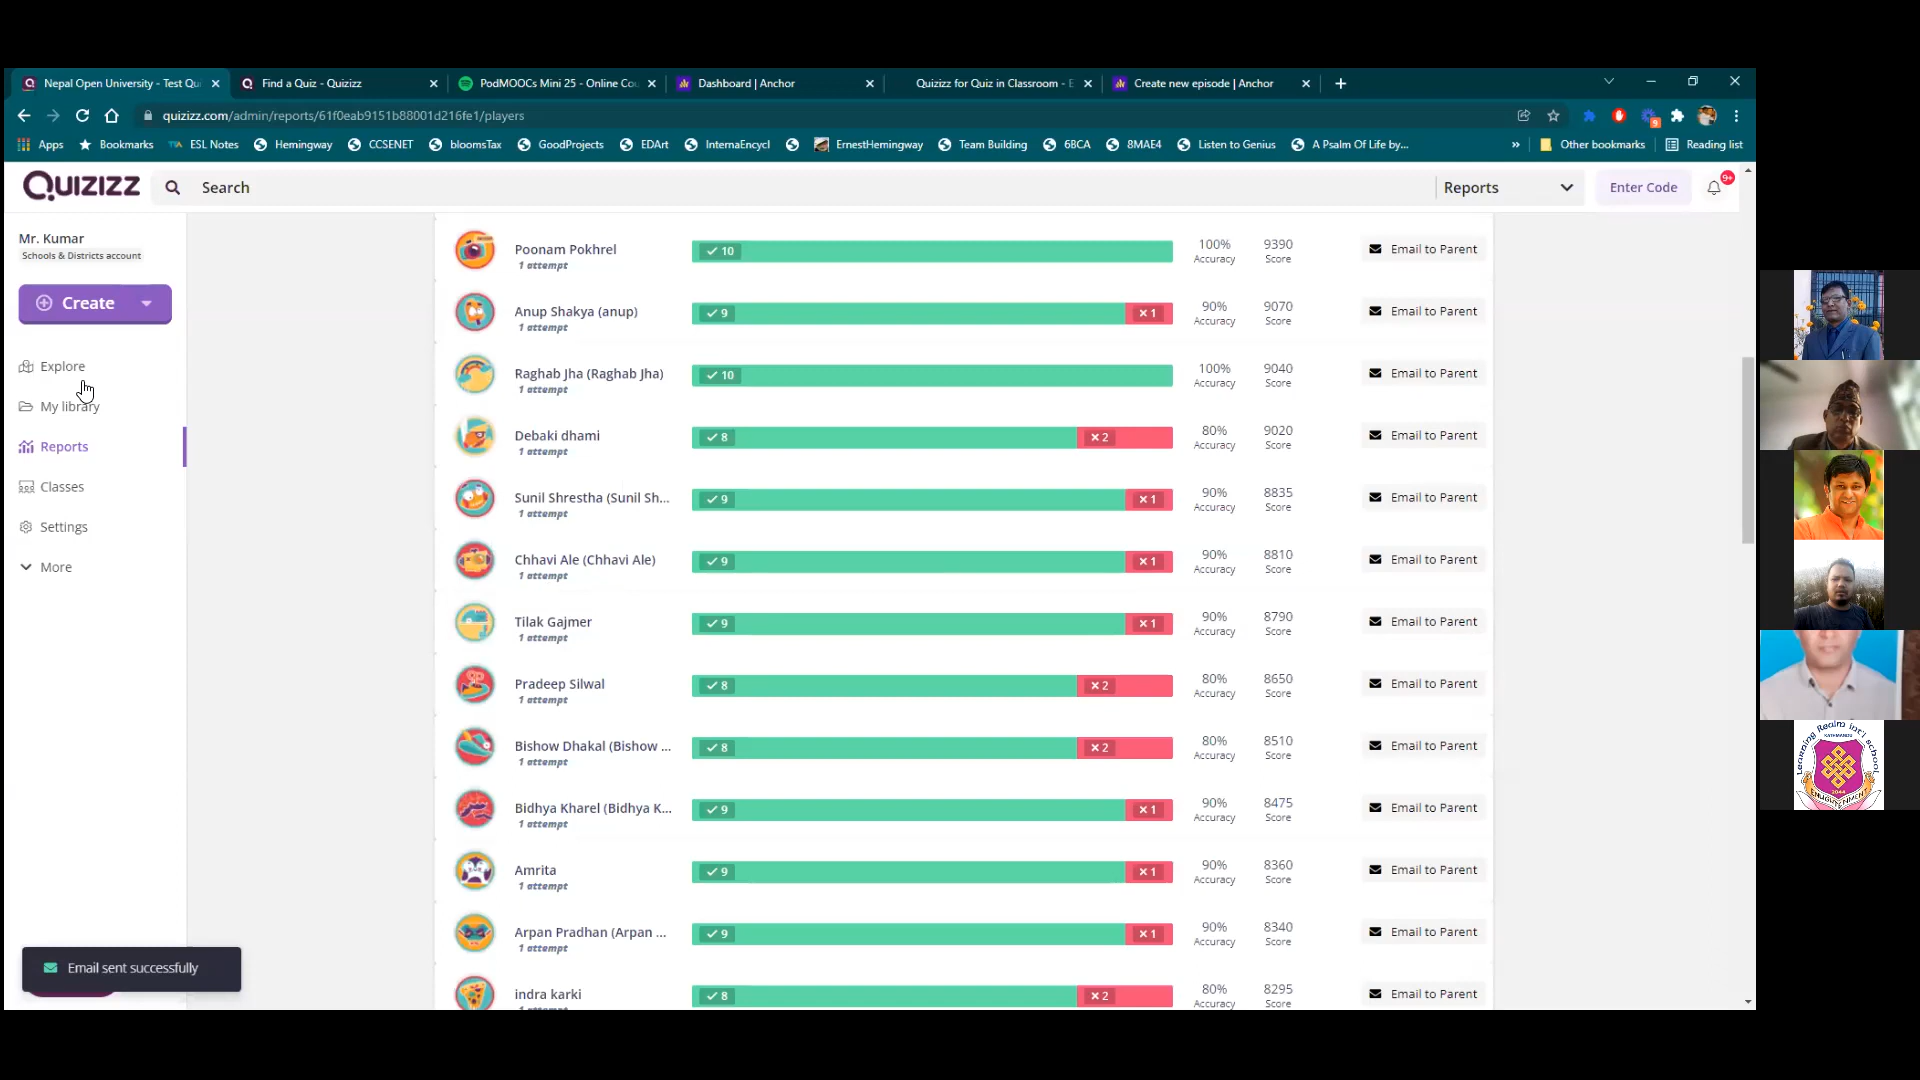 Nepal Open University - Test Qu
Find a Quiz - Quizizz
PodMOOCs Mini 25 - Online Cou
Dashboard | Anchor
Quizizz for Quiz in Classroom - E
Create new episode | Anchor
quizizz.com/admin/reports/61f0eab9151b88001d216fe1/players
9
Apps
Bookmarks
ESL Notes
Hemingway
CCSENET
bloomsTax
GoodProjects
EDArt
InternaEncycl
ErnestHemingway
Team Building
6BCA
8MAE4
Listen to Genius
A Psalm Of Life by...
»
Other bookmarks
Reading list
QUIZIZZ
Search
Reports
Enter Code
9+
Mr. Kumar
Schools & Districts account
Create
Explore
My library
Reports
Classes
Settings
More
Poonam Pokhrel
1 attempt
10
100%
Accuracy
9390
Score
Email to Parent
Anup Shakya (anup)
1 attempt
9
1
90%
Accuracy
9070
Score
Email to Parent
Raghab Jha (Raghab Jha)
1 attempt
10
100%
Accuracy
9040
Score
Email to Parent
Debaki dhami
1 attempt
8
2
80%
Accuracy
9020
Score
Email to Parent
Sunil Shrestha (Sunil Sh...
1 attempt
9
1
90%
Accuracy
8835
Score
Email to Parent
Chhavi Ale (Chhavi Ale)
1 attempt
9
1
90%
Accuracy
8810
Score
Email to Parent
Tilak Gajmer
1 attempt
9
1
90%
Accuracy
8790
Score
Email to Parent
Pradeep Silwal
1 attempt
8
2
80%
Accuracy
8650
Score
Email to Parent
Bishow Dhakal (Bishow ...
1 attempt
8
2
80%
Accuracy
8510
Score
Email to Parent
Bidhya Kharel (Bidhya K...
1 attempt
9
1
90%
Accuracy
8475
Score
Email to Parent
Amrita
1 attempt
9
1
90%
Accuracy
8360
Score
Email to Parent
Arpan Pradhan (Arpan ...
1 attempt
9
1
90%
Accuracy
8340
Score
Email to Parent
indra karki
8
2
80%
Accuracy
8295
Score
Email to Parent
Email sent successfully
Learning Realm Int'l School
KATHMANDU
2044